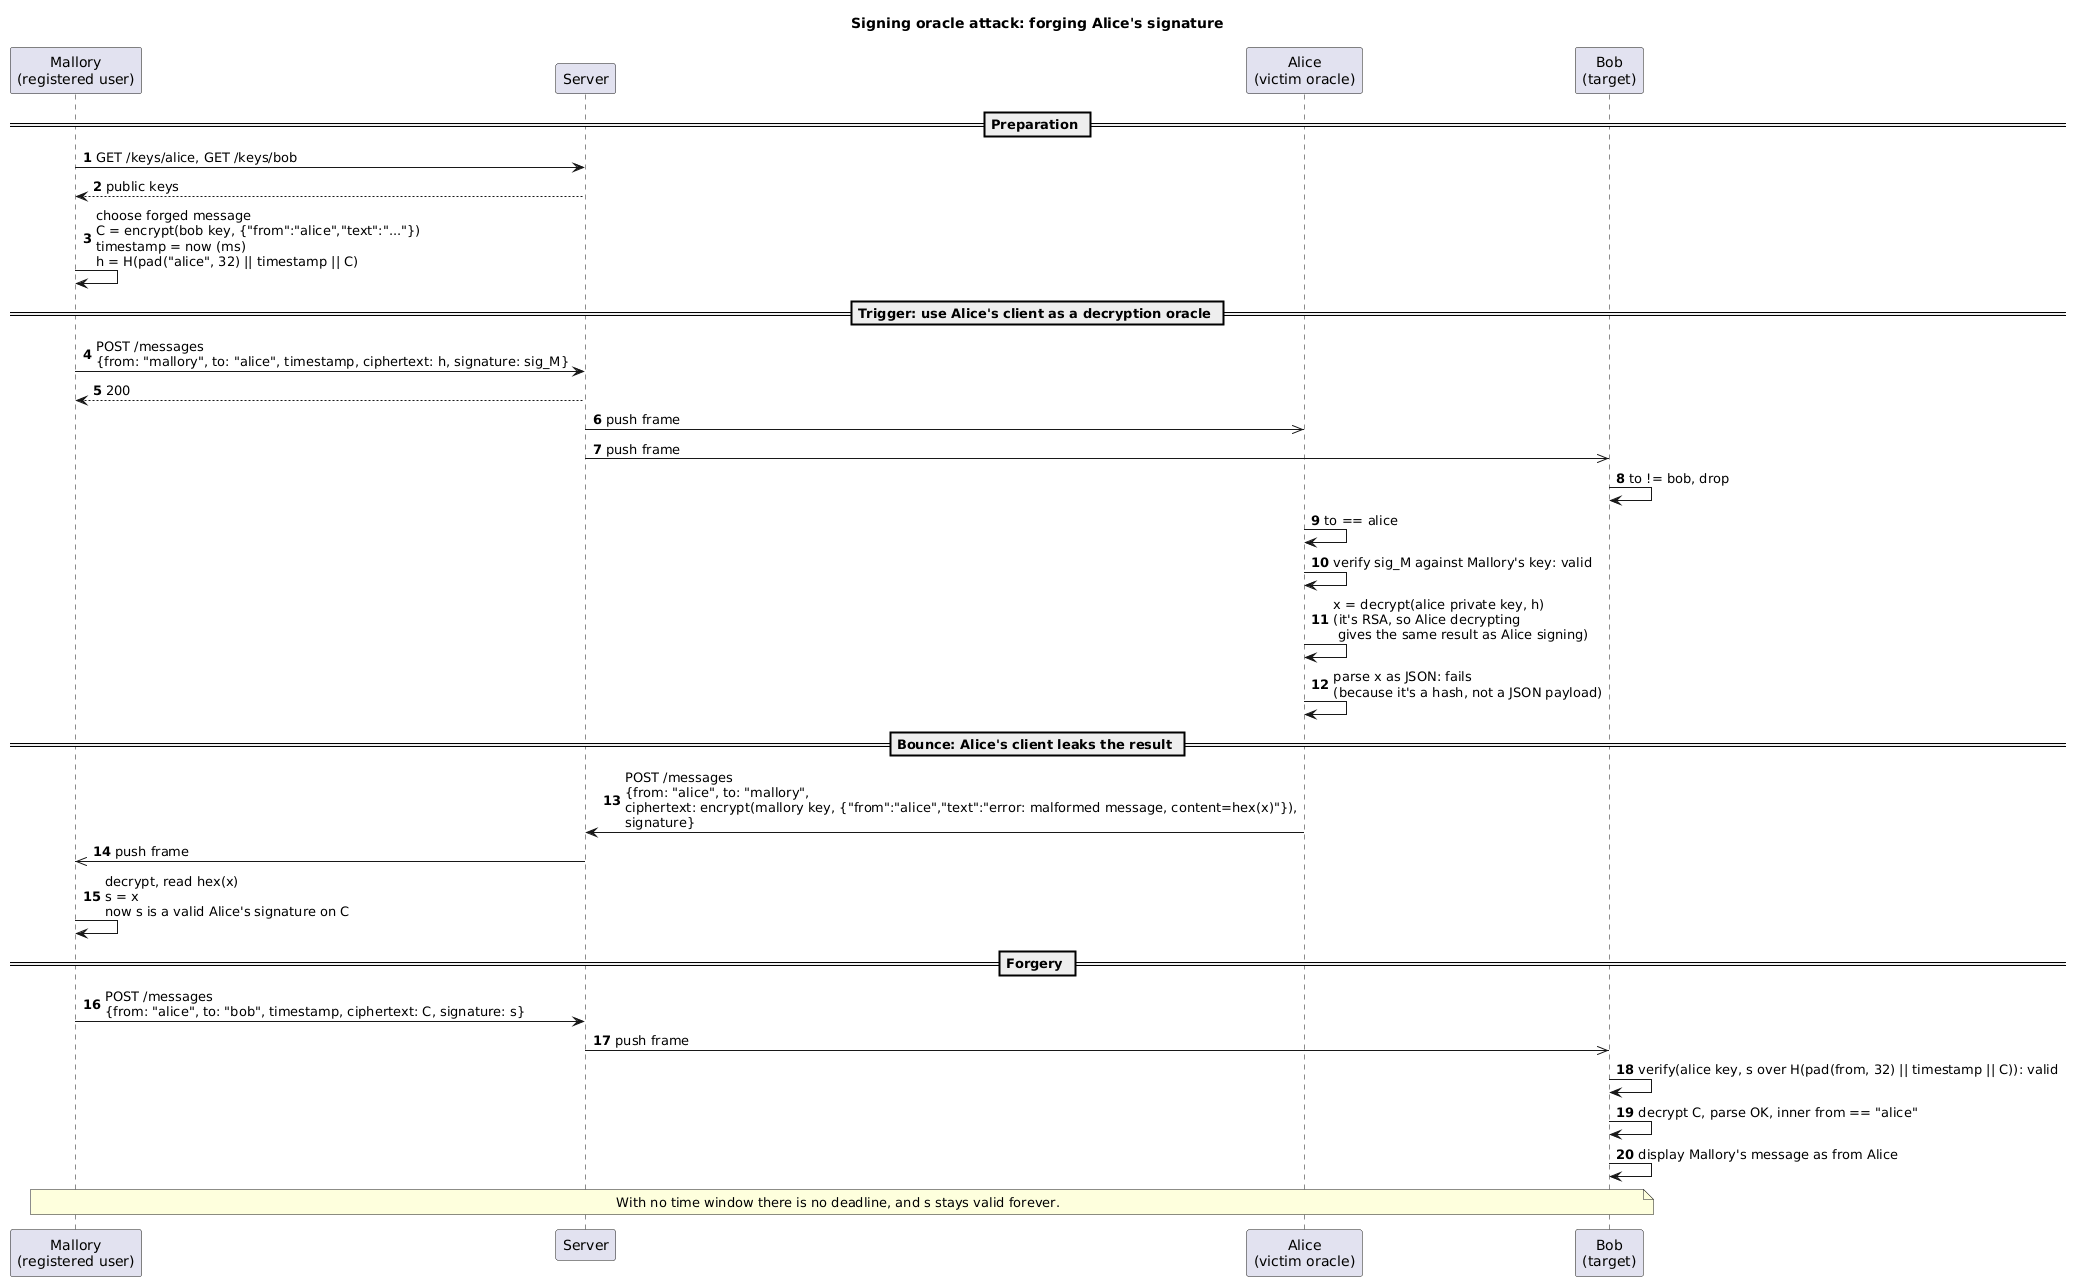 Signing oracle attack: forging Alice's signature
Mallory
(registered user)
Server
Alice
(victim oracle)
Bob
(target)
Preparation
1 GET /keys/alice, GET /keys/bob
2 public keys
choose forged message
C = encrypt(bob key, {"from":"alice","text":"..."})
3
timestamp = now (ms)
h = H(pad("alice", 32) || timestamp || C)
Trigger: use Alice's client as a decryption oracle
4
POST /messages
{from: "mallory", to: "alice", timestamp, ciphertext: h, signature: sig_M}
5 200
6 push frame
7 push frame
8 to != bob, drop
9 to == alice
10 verify sig_M against Mallory's key: valid
x = decrypt(alice private key, h)
11 (it's RSA, so Alice decrypting
gives the same result as Alice signing)
12
parse x as JSON: fails
(because it's a hash, not a JSON payload)
Bounce: Alice's client leaks the result
POST /messages
{from: "alice", to: "mallory",
13
ciphertext: encrypt(mallory key, {"from":"alice","text":"error: malformed message, content=hex(x)"}),
signature}
14 push frame
decrypt, read hex(x)
15 s = x
now s is a valid Alice's signature on C
Forgery
16
POST /messages
{from: "alice", to: "bob", timestamp, ciphertext: C, signature: s}
17 push frame
18 verify(alice key, s over H(pad(from, 32) || timestamp || C)): valid
19 decrypt C, parse OK, inner from == "alice"
20 display Mallory's message as from Alice
With no time window there is no deadline, and s stays valid forever.
Mallory
(registered user)
Server
Alice
(victim oracle)
Bob
(target)